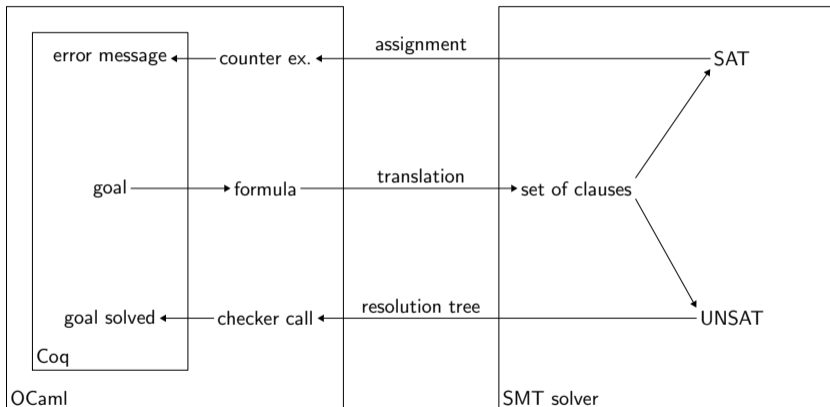 assignment
error message
counter ex.
SAT
translation
goal
formula
set of clauses
resolution tree
goal solved
checker call
UNSAT
Coq
OCaml
SMT solver